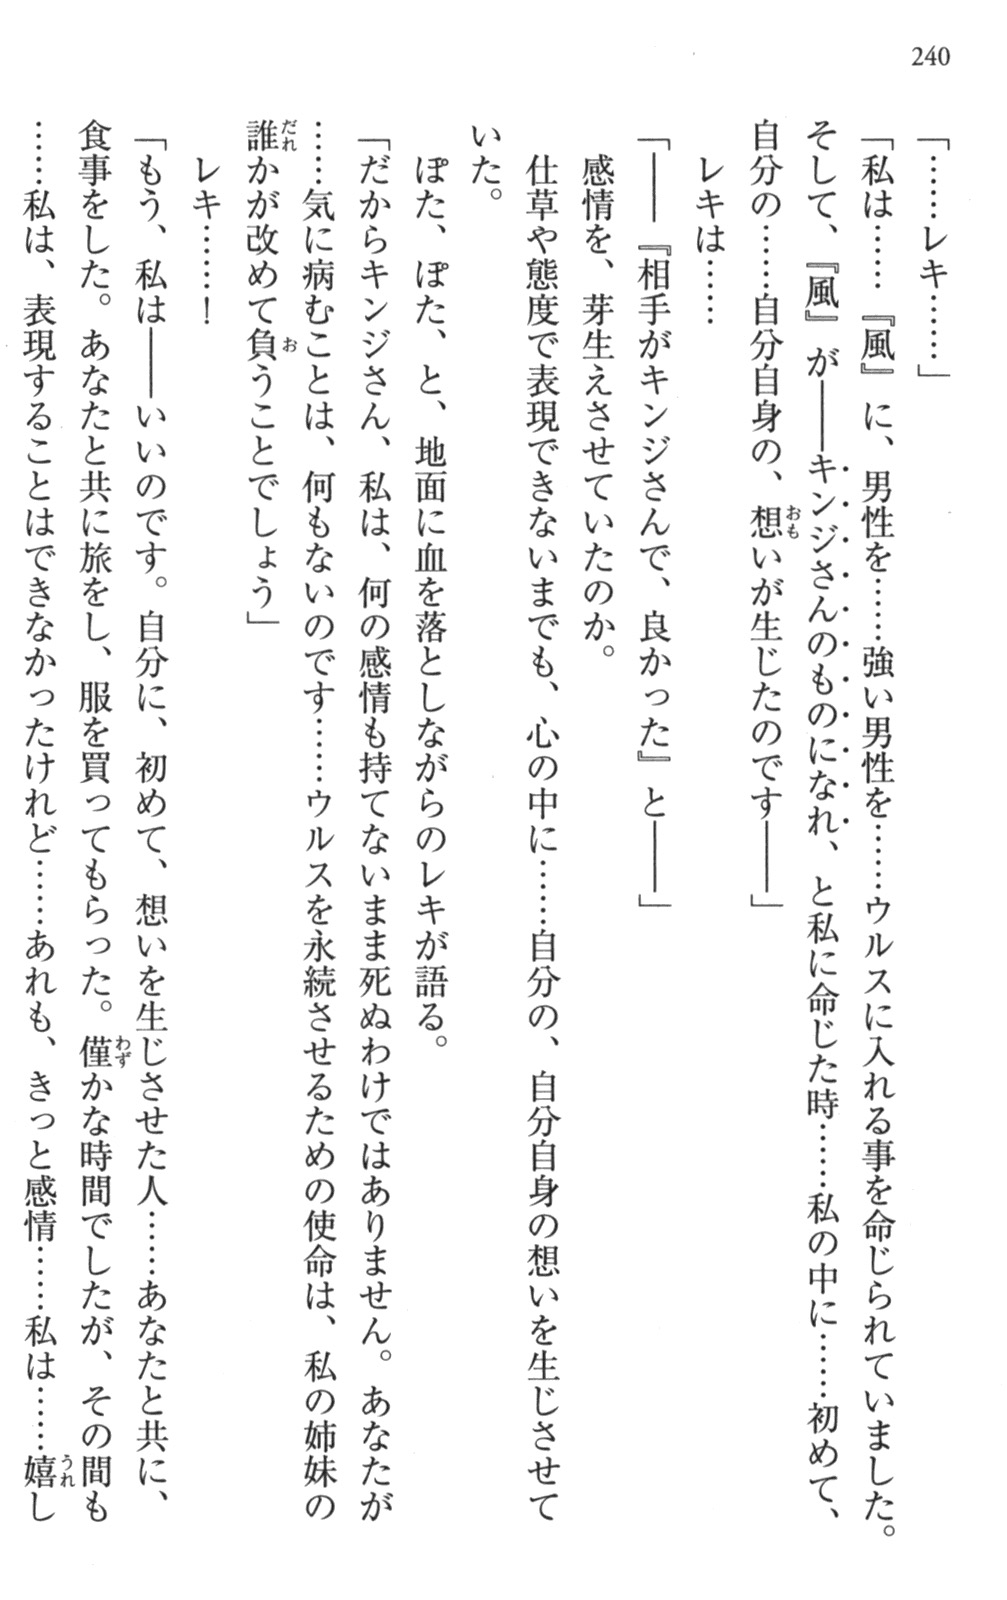 240
「……レキ……」
「私は……『風』に、男性を……強い男性を……ウルスに入れる事を命じられていました。
そして、『風』が――キンジさんのものになれ、と私に命じた時……私の中に……初めて、
自分の……自分自身の、想いが生じたのです――」
レキは……
「――『相手がキンジさんで、良かった』と――」
感情を、芽生えさせていたのか。
仕草や態度で表現できないまでも、心の中に……自分の、自分自身の想いを生じさせて
いた。
ぽた、ぽた、と、地面に血を落としながらのレキが語る。
「だからキンジさん、私は、何の感情も持てないまま死ぬわけではありません。あなたが
……気に病むことは、何もないのです……ウルスを永続させるための使命は、私の姉妹の
誰かが改めて負うことでしょう」
レキ……！
「もう、私は――いいのです。自分に、初めて、想いを生じさせた人……あなたと共に、
食事をした。あなたと共に旅をし、服を買ってもらった。僅かな時間でしたが、その間も
……私は、表現することはできなかったけれど……あれも、きっと感情……私は……嬉し